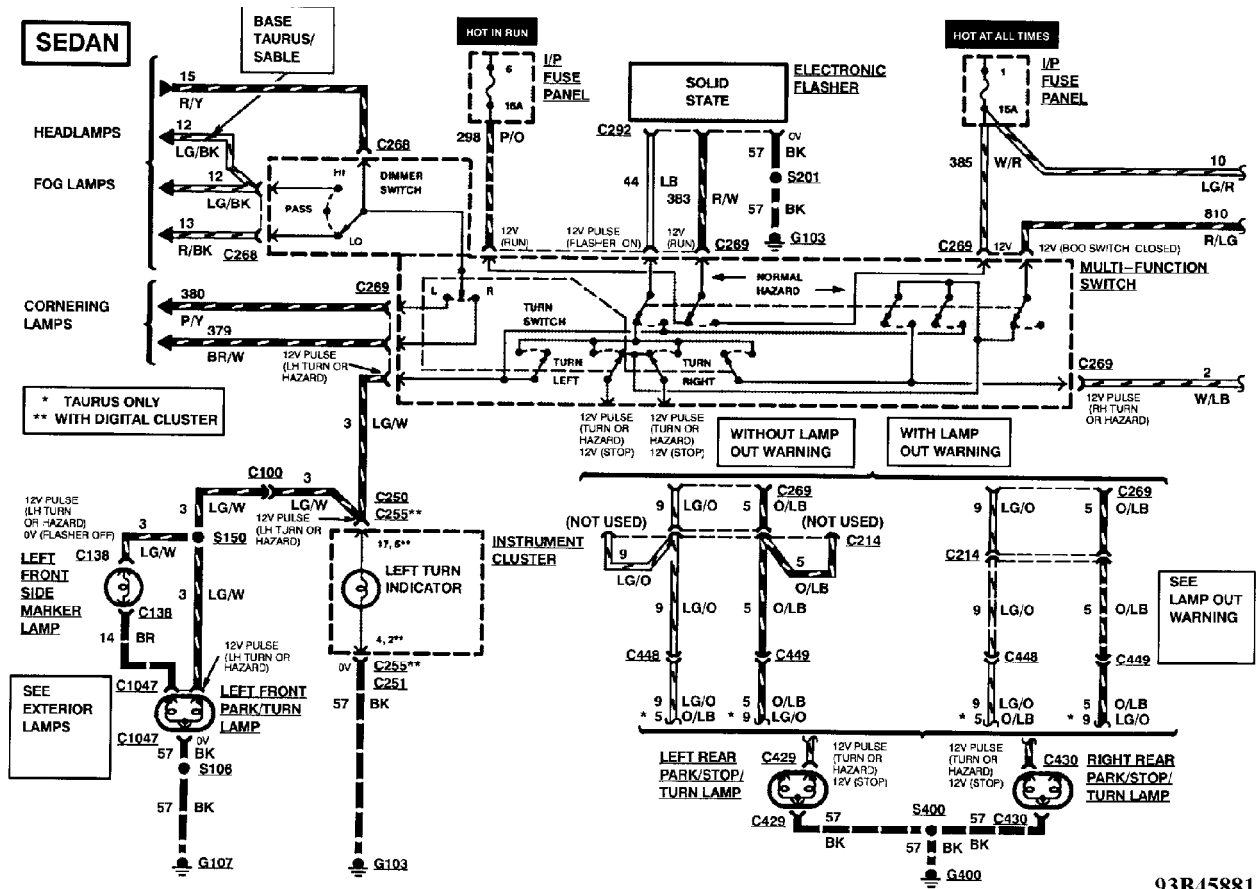 SEDAN
BASE
TAURUS/
SABLE
HOT IN RUN
6
15A
I/P
FUSE
PANEL
SOLID
STATE
ELECTRONIC
FLASHER
HOT AT ALL TIMES
1
15A
I/P
FUSE
PANEL
HEADLAMPS
FOG LAMPS
15
R/Y
12
LG/BK
12
LG/BK
13
R/BK
C268
C268
HI
PASS
LO
DIMMER
SWITCH
298
P/O
C292
44
LB
383
R/W
0V
57
BK
S201
57
BK
G103
385
W/R
10
LG/R
810
R/LG
12V
(RUN)
12V PULSE
(FLASHER ON)
12V
(RUN)
C269
C269
12V
12V (BOO SWITCH CLOSED)
MULTI-FUNCTION
SWITCH
NORMAL
HAZARD
CORNERING
LAMPS
380
P/Y
379
BR/W
C269
L
R
TURN
SWITCH
TURN
LEFT
TURN
RIGHT
12V PULSE
(LH TURN OR
HAZARD)
C269
2
W/LB
12V PULSE
(RH TURN
OR HAZARD)
* TAURUS ONLY
** WITH DIGITAL CLUSTER
3
LG/W
12V PULSE
(TURN OR
HAZARD)
12V (STOP)
12V PULSE
(TURN OR
HAZARD)
12V (STOP)
WITHOUT LAMP
OUT WARNING
WITH LAMP
OUT WARNING
C100
3
LG/W
3
LG/W
C250
C255**
12V PULSE
(LH TURN OR
HAZARD)
12V PULSE
(LH TURN
OR HAZARD)
0V (FLASHER OFF)
3
LG/W
S150
C138
LEFT
FRONT
SIDE
MARKER
LAMP
C138
14
BR
3
LG/W
17, 5**
LEFT TURN
INDICATOR
4, 2**
INSTRUMENT
CLUSTER
0V
C255**
C251
57
BK
G103
12V PULSE
(LH TURN OR
HAZARD)
C1047
LEFT FRONT
PARK/TURN
LAMP
C1047
0V
57
BK
S106
57
BK
G107
SEE
EXTERIOR
LAMPS
9
LG/O
5
C269
O/LB
(NOT USED)
(NOT USED)
C214
9
LG/O
5
O/LB
9
LG/O
5
O/LB
C448
C449
9
LG/O
5
O/LB
* 5
O/LB
* 9
LG/O
9
LG/O
5
C269
O/LB
C214
9
LG/O
5
O/LB
C448
C449
9
LG/O
5
O/LB
* 5
O/LB
* 9
LG/O
SEE
LAMP OUT
WARNING
LEFT REAR
PARK/STOP/
TURN LAMP
C429
12V PULSE
(TURN OR
HAZARD)
12V (STOP)
C429
12V PULSE
(TURN OR
HAZARD)
12V (STOP)
C430
RIGHT REAR
PARK/STOP/
TURN LAMP
C430
57
BK
S400
57
BK
57
BK
G400
93B45881